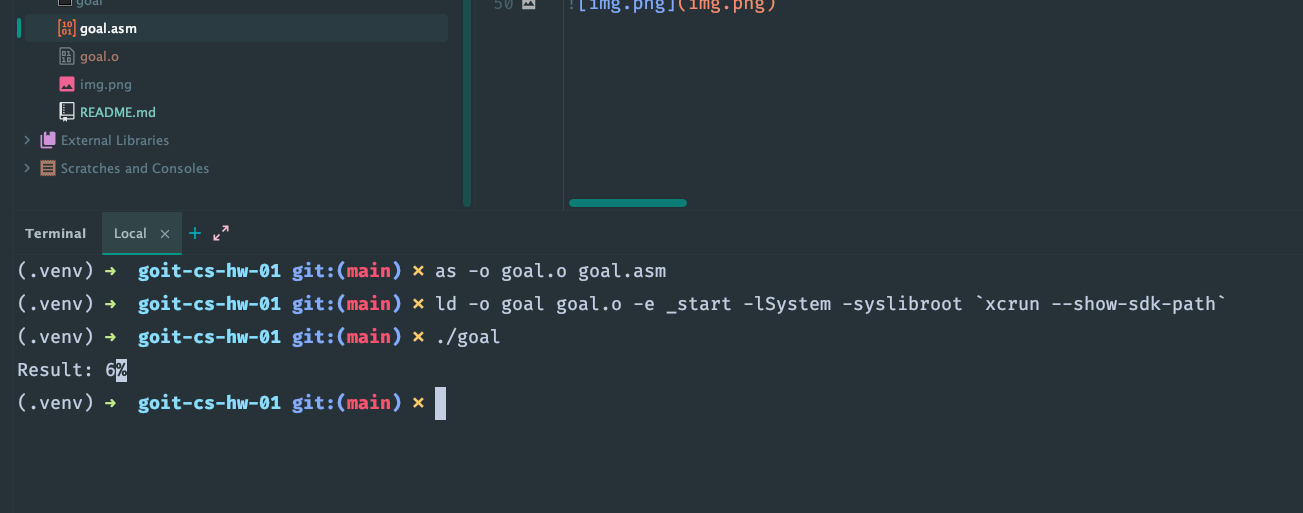 goal
50 ![img.png](img.png)
goal.asm
goal.o
img.png
README.md
External Libraries
Scratches and Consoles
Terminal Local × +
(.venv) ➜ goit-cs-hw-01 git:(main) ✗ as -o goal.o goal.asm
(.venv) ➜ goit-cs-hw-01 git:(main) ✗ ld -o goal goal.o -e _start -lSystem -syslibroot `xcrun --show-sdk-path`
(.venv) ➜ goit-cs-hw-01 git:(main) ✗ ./goal
Result: 6%
(.venv) ➜ goit-cs-hw-01 git:(main) ✗